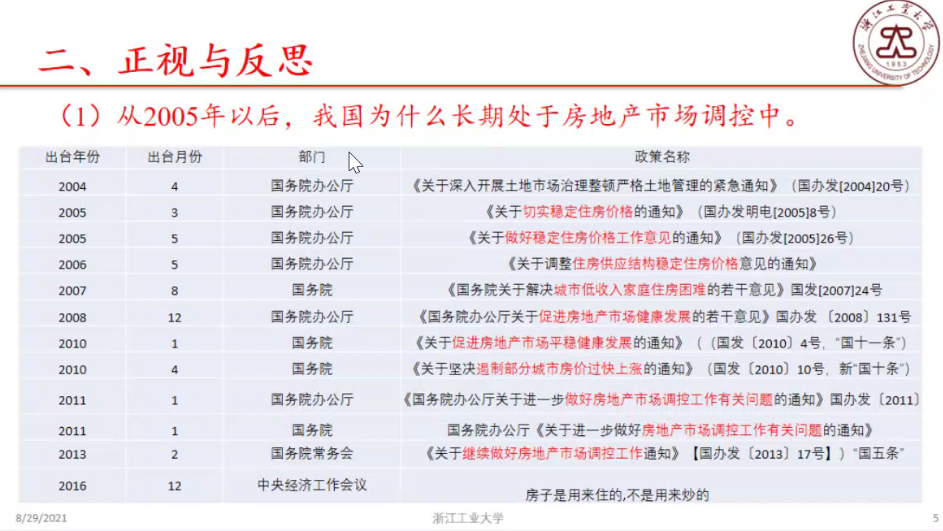 浙江工业大学
ZHEJIANG UNIVERSITY OF TECHNOLOGY
1953
二、正视与反思
（1）从2005年以后，我国为什么长期处于房地产市场调控中。
出台年份 出台月份 部门 政策名称
2004 4 国务院办公厅 《关于深入开展土地市场治理整顿严格土地管理的紧急通知》（国办发[2004]20号）
2005 3 国务院办公厅 《关于切实稳定住房价格的通知》（国办发明电[2005]8号）
2005 5 国务院办公厅 《关于做好稳定住房价格工作意见的通知》（国办发[2005]26号）
2006 5 国务院办公厅 《关于调整住房供应结构稳定住房价格意见的通知》
2007 8 国务院 《国务院关于解决城市低收入家庭住房困难的若干意见》国发[2007]24号
2008 12 国务院办公厅 《国务院办公厅关于促进房地产市场健康发展的若干意见》国办发〔2008〕131号
2010 1 国务院 《关于促进房地产市场平稳健康发展的通知》（（国发〔2010〕4号，“国十一条”）
2010 4 国务院 《关于坚决遏制部分城市房价过快上涨的通知》（国发〔2010〕10号，新“国十条”）
2011 1 国务院办公厅 《国务院办公厅关于进一步做好房地产市场调控工作有关问题的通知》国办发〔2011〕
2011 1 国务院 国务院办公厅《关于进一步做好房地产市场调控工作有关问题的通知》
2013 2 国务院常务会 《关于继续做好房地产市场调控工作通知》【国办发〔2013〕17号】）“国五条”
2016 12 中央经济工作会议 房子是用来住的,不是用来炒的
8/29/2021 浙江工业大学 5